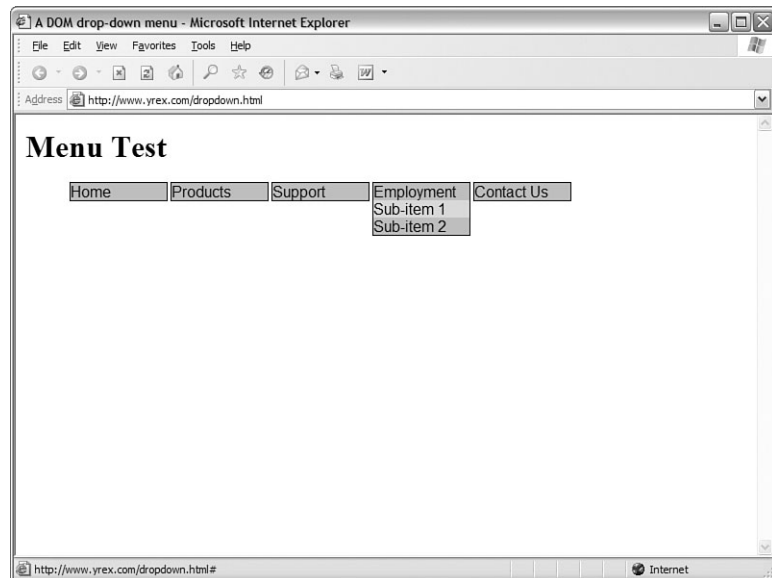 A DOM drop-down menu - Microsoft Internet Explorer
File Edit View Favorites Tools Help
Address http://www.yrex.com/dropdown.html
Menu Test
Home Products Support Employment Contact Us
Sub-item 1
Sub-item 2
http://www.yrex.com/dropdown.html# Internet